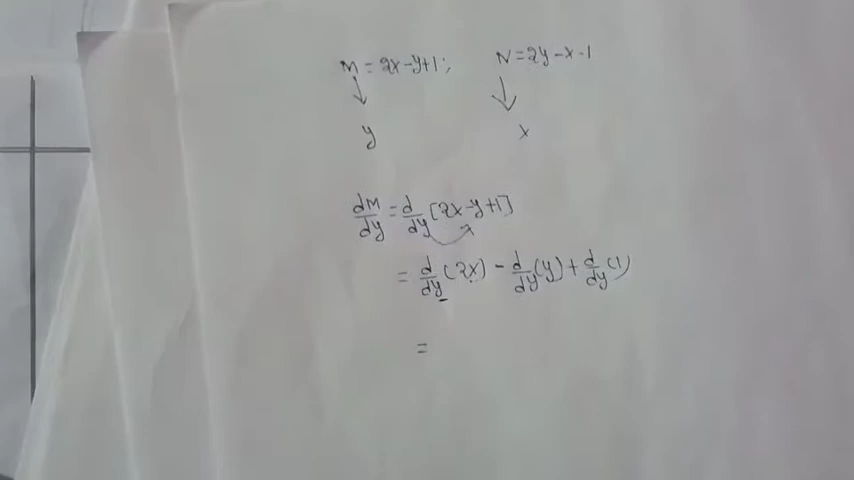 M = 2x-y+1; N = 2y-x-1
↓ ↓
y x
dM/dy = d/dy [2x-y+1]
= d/dy (2x) - d/dy (y) + d/dy (1)
=